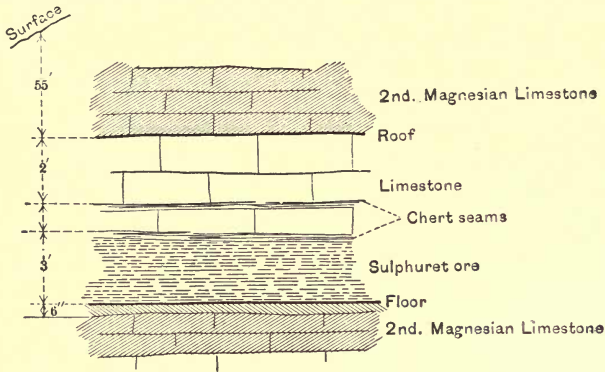 Surface
55'
2nd. Magnesian Limestone
Roof
2'
Limestone
Chert seams
3'
Sulphuret ore
Floor
6"
2nd. Magnesian Limestone